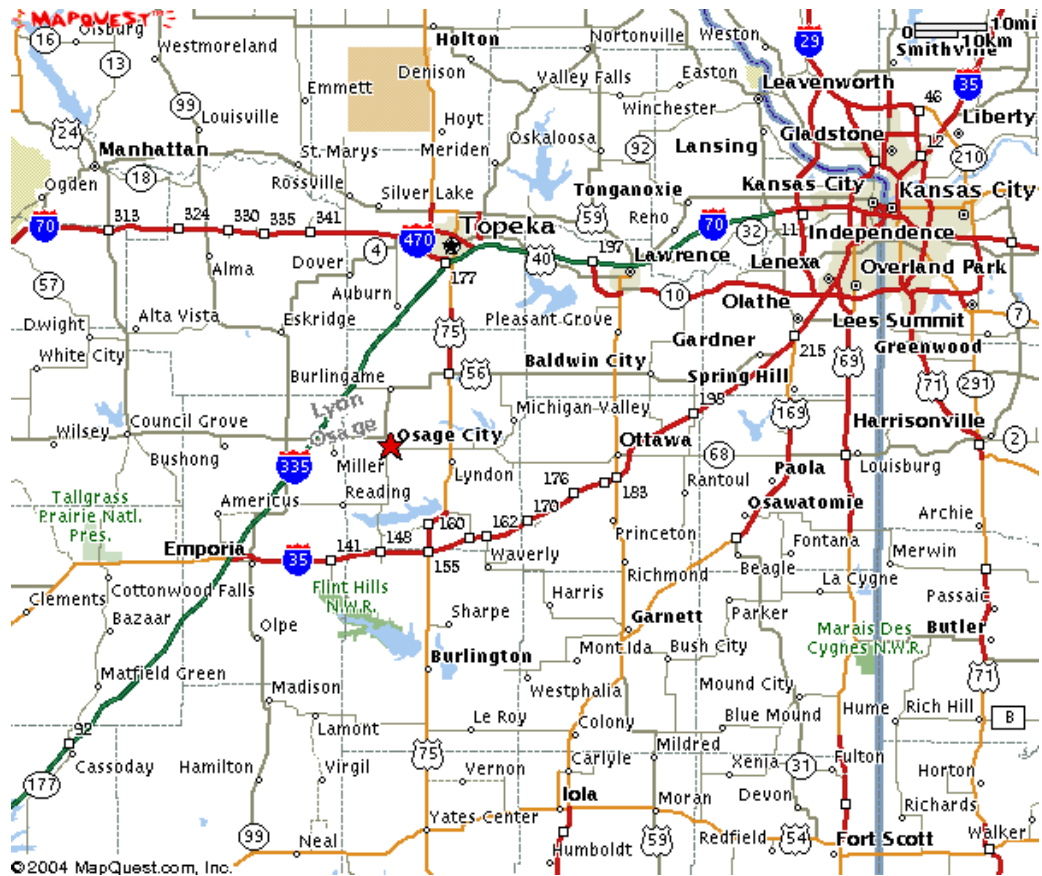 MAPQUEST
16
Olsburg
Westmoreland
13
Holton
Nortonville
Weston
29
0
10mi
10km
Smithville
Denison
Emmett
Valley Falls
Easton
Leavenworth
35
99
Louisville
Winchester
46
24
Hoyt
Oskaloosa
Gladstone
Liberty
Manhattan
St. Marys
Meriden
92
Lansing
12
210
18
Rossville
Silver Lake
Tonganoxie
Kansas City
Kansas City
Ogden
70
313
324
330
335
341
470
Topeka
59
Reno
70
32
11
Independence
4
Alma
Dover
177
40
197
Lawrence
Lenexa
Overland Park
57
Auburn
10
Olathe
Dwight
Alta Vista
Eskridge
75
Pleasant Grove
Lees Summit
7
White City
Gardner
215
Greenwood
Baldwin City
69
Burlingame
56
Spring Hill
71
291
Lyon
Osage
Michigan Valley
198
169
Council Grove
Wilsey
Bushong
Osage City
Ottawa
Harrisonville
2
335
Miller
Lyndon
68
Paola
Louisburg
Tallgrass
Prairie Natl.
Pres.
Americus
Reading
176
183
Rantoul
Osawatomie
170
Archie
Emporia
160
162
Princeton
35
141
148
155
Waverly
Fontana
Merwin
Beagle
Clements
Cottonwood Falls
Flint Hills
N.W.R.
Richmond
La Cygne
Bazaar
Harris
Parker
Passaic
Olpe
Sharpe
Garnett
Marais Des
Cygnes N.W.R.
Butler
Matfield Green
Burlington
Mont Ida
Bush City
71
Madison
Westphalia
Mound City
Hume
Rich Hill
B
92
Lamont
Le Roy
Colony
Blue Mound
Cassoday
Hamilton
75
Mildred
177
Virgil
Vernon
Carlyle
Xenia
31
Fulton
Horton
Iola
Moran
Devon
Richards
99
Neal
Yates Center
59
Redfield
54
Fort Scott
Walker
Humboldt
©2004 MapQuest.com, Inc.